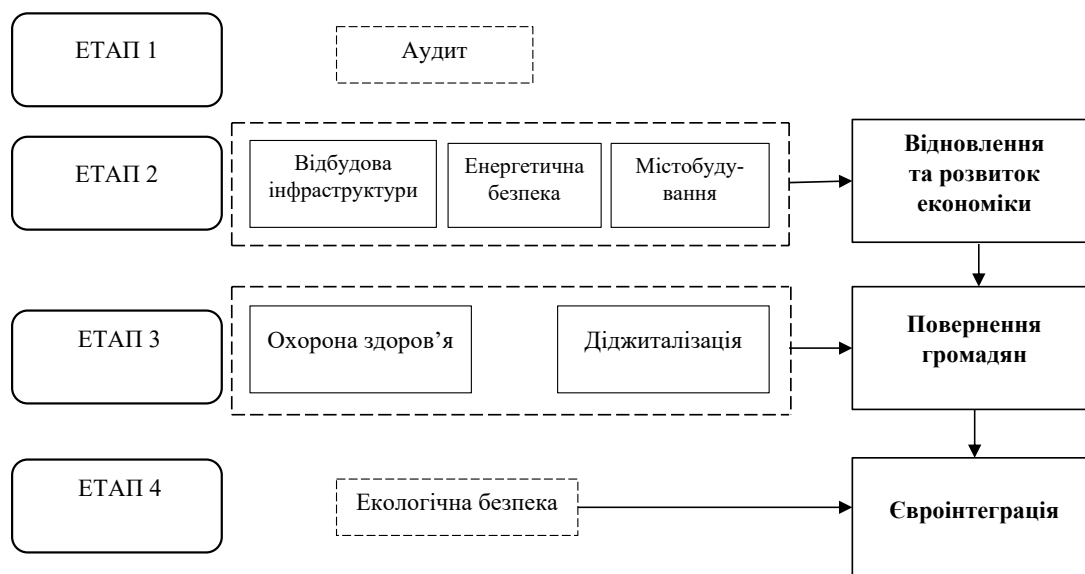 ЕТАП 1
Аудит
ЕТАП 2
Відбудова
інфраструктури
Енергетична
безпека
Містобуду-
вання
Відновлення
та розвиток
економіки
ЕТАП 3
Охорона здоров’я
Діджиталізація
Повернення
громадян
ЕТАП 4
Екологічна безпека
Євроінтеграція